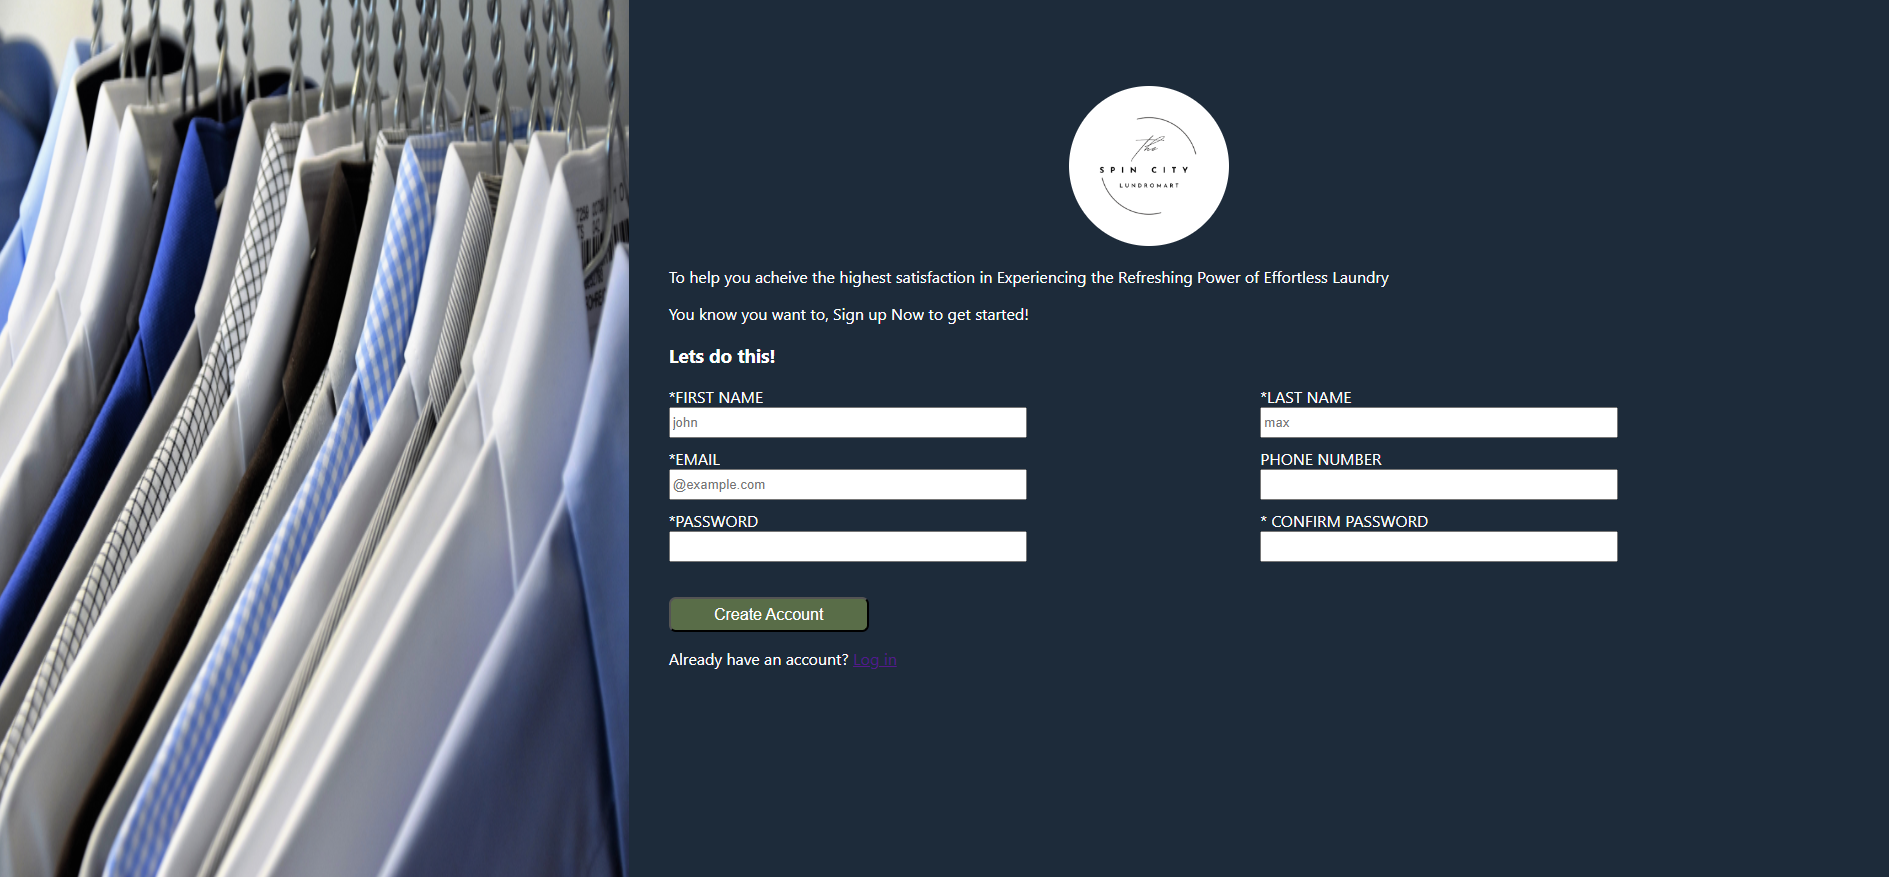 the
SPIN CITY
LUNDROMART
To help you acheive the highest satisfaction in Experiencing the Refreshing Power of Effortless Laundry
You know you want to, Sign up Now to get started!
Lets do this!
*FIRST NAME
*LAST NAME
john
max
*EMAIL
PHONE NUMBER
@example.com
*PASSWORD
* CONFIRM PASSWORD
Create Account
Already have an account? Log in